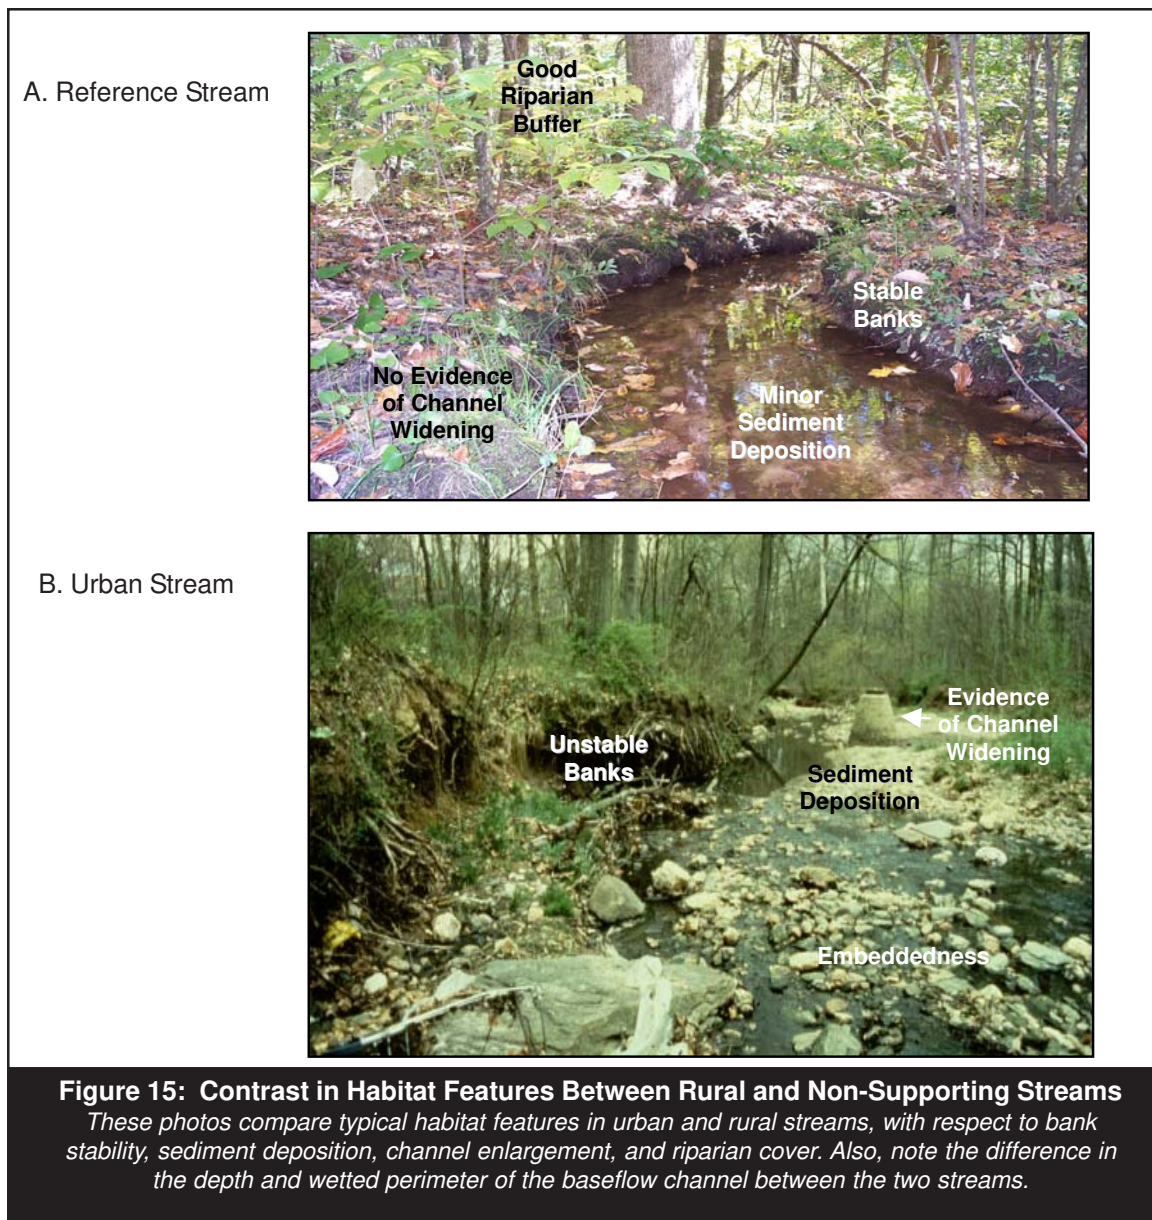 A. Reference Stream
Good
Riparian
Buffer
Stable
Banks
No Evidence
of Channel
Widening
Minor
Sediment
Deposition
B. Urban Stream
Evidence
of Channel
Widening
Unstable
Banks
Sediment
Deposition
Embeddedness
Figure 15: Contrast in Habitat Features Between Rural and Non-Supporting Streams
These photos compare typical habitat features in urban and rural streams, with respect to bank
stability, sediment deposition, channel enlargement, and riparian cover. Also, note the difference in
the depth and wetted perimeter of the baseflow channel between the two streams.